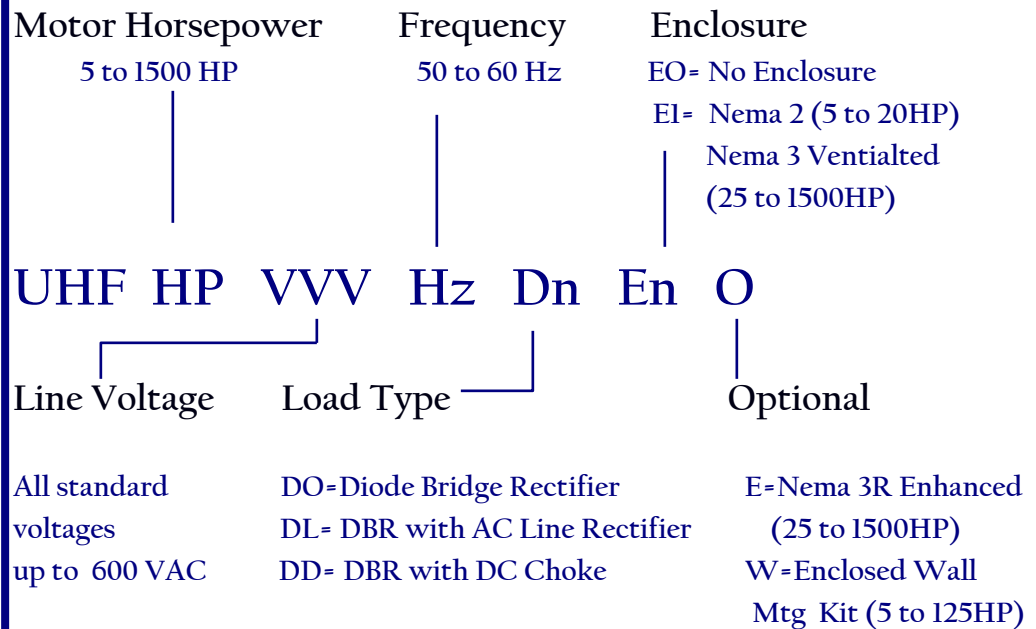 Motor Horsepower Frequency Enclosure
5 to 1500 HP 50 to 60 Hz EO= No Enclosure
E1= Nema 2 (5 to 20HP)
Nema 3 Ventialted
(25 to 1500HP)
UHF HP VVV Hz Dn En O
Line Voltage Load Type Optional
All standard DO=Diode Bridge Rectifier E=Nema 3R Enhanced
voltages DL= DBR with AC Line Rectifier (25 to 1500HP)
up to 600 VAC DD= DBR with DC Choke W=Enclosed Wall
Mtg Kit (5 to 125HP)